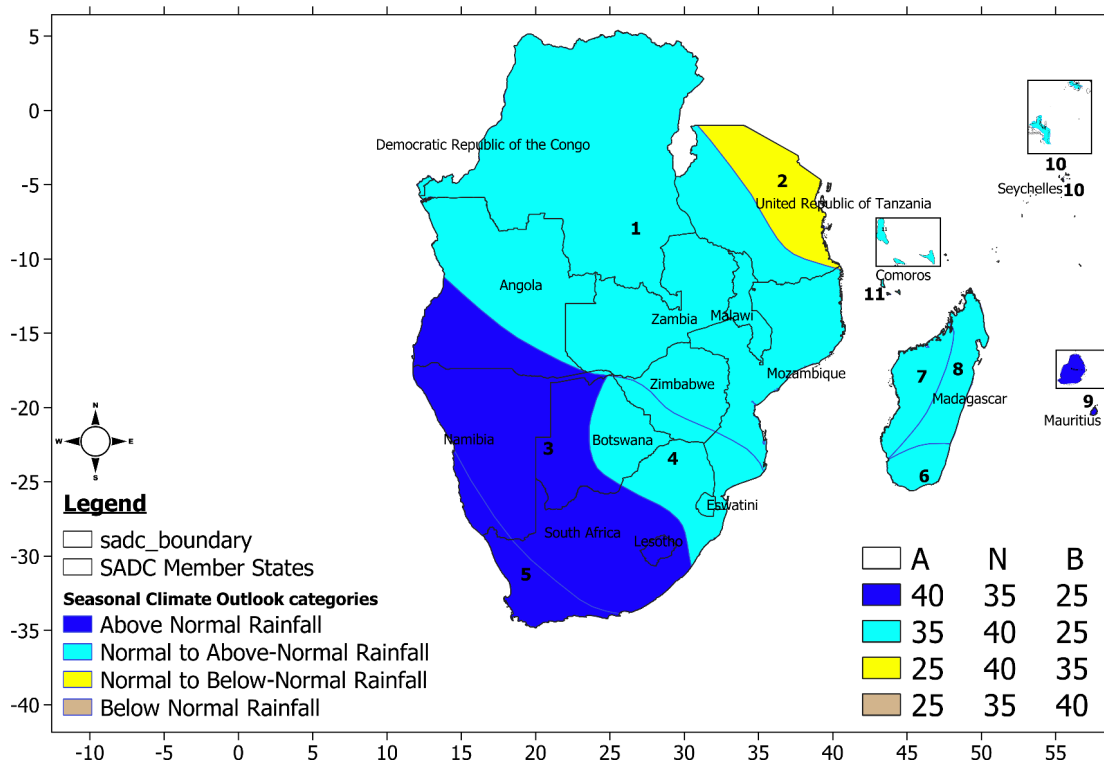 5
0
-5
-10
-15
-20
-25
-30
-35
-40
-10
-5
0
5
10
15
20
25
30
35
40
45
50
55
Democratic Republic of the Congo
1
2
United Republic of Tanzania
10
Seychelles 10
Comoros
11
Angola
Zambia
Malawi
Mozambique
Zimbabwe
7
8
Madagascar
6
9
Mauritius
Namibia
3
Botswana
4
Eswatini
South Africa
Lesotho
5
N
W E
S
Legend
sadc_boundary
SADC Member States
Seasonal Climate Outlook categories
Above Normal Rainfall
Normal to Above-Normal Rainfall
Normal to Below-Normal Rainfall
Below Normal Rainfall
A N B
40 35 25
35 40 25
25 40 35
25 35 40